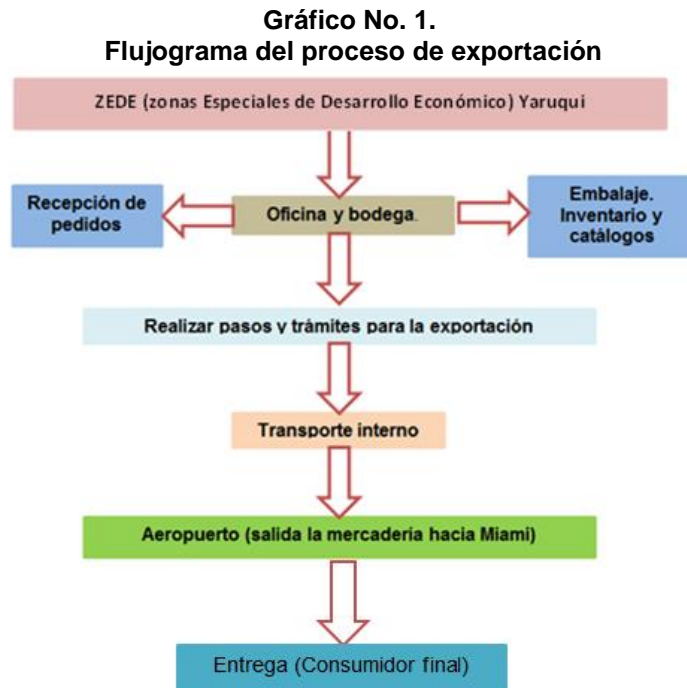 Gráfico No. 1.
Flujograma del proceso de exportación
ZEDE (zonas Especiales de Desarrollo Económico) Yaruqui
Recepción de
pedidos
Oficina y bodega.
Embalaje.
Inventario y
catálogos
Realizar pasos y trámites para la exportación
Transporte interno
Aeropuerto (salida la mercadería hacia Miami)
Entrega (Consumidor final)